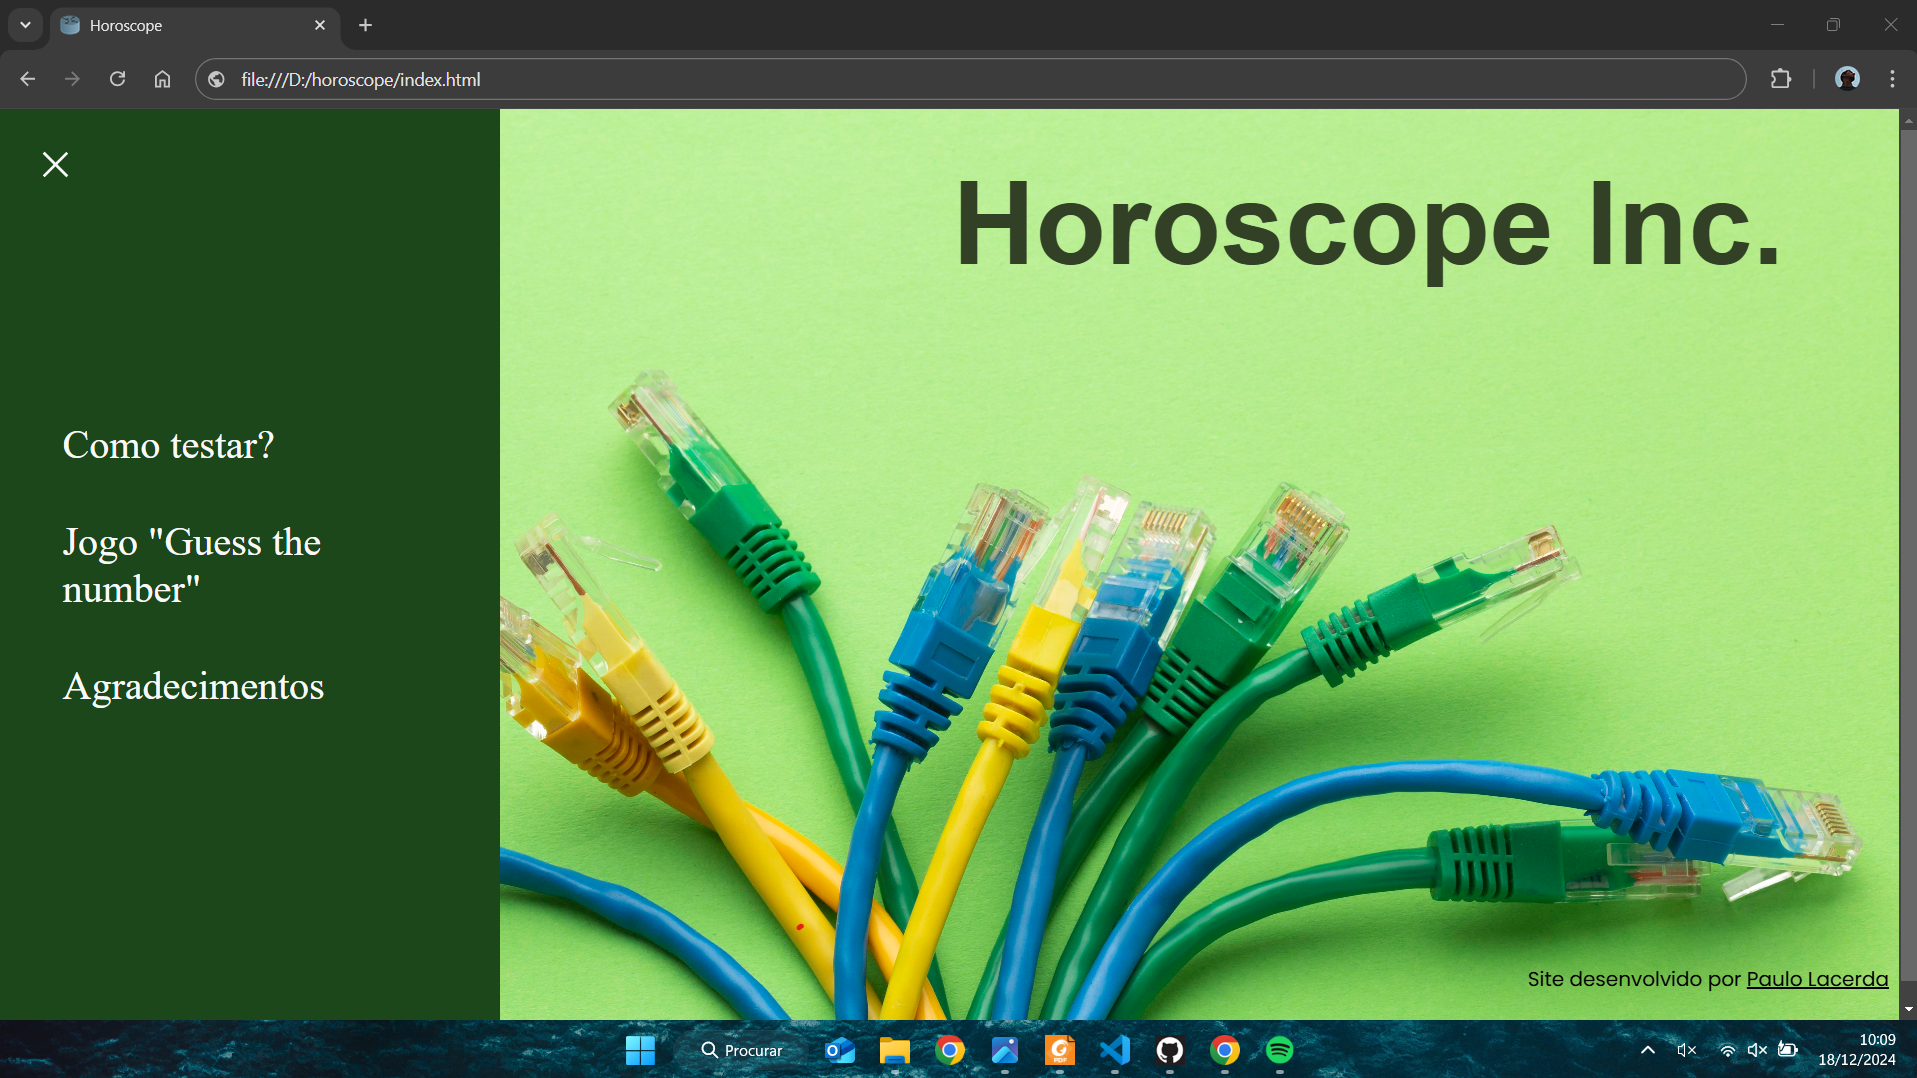 Horoscope
file:///D:/horoscope/index.html
Horoscope Inc.
Como testar?
Jogo "Guess the
number"
Agradecimentos
Site desenvolvido por Paulo Lacerda
Procurar
PDF
10:09
18/12/2024